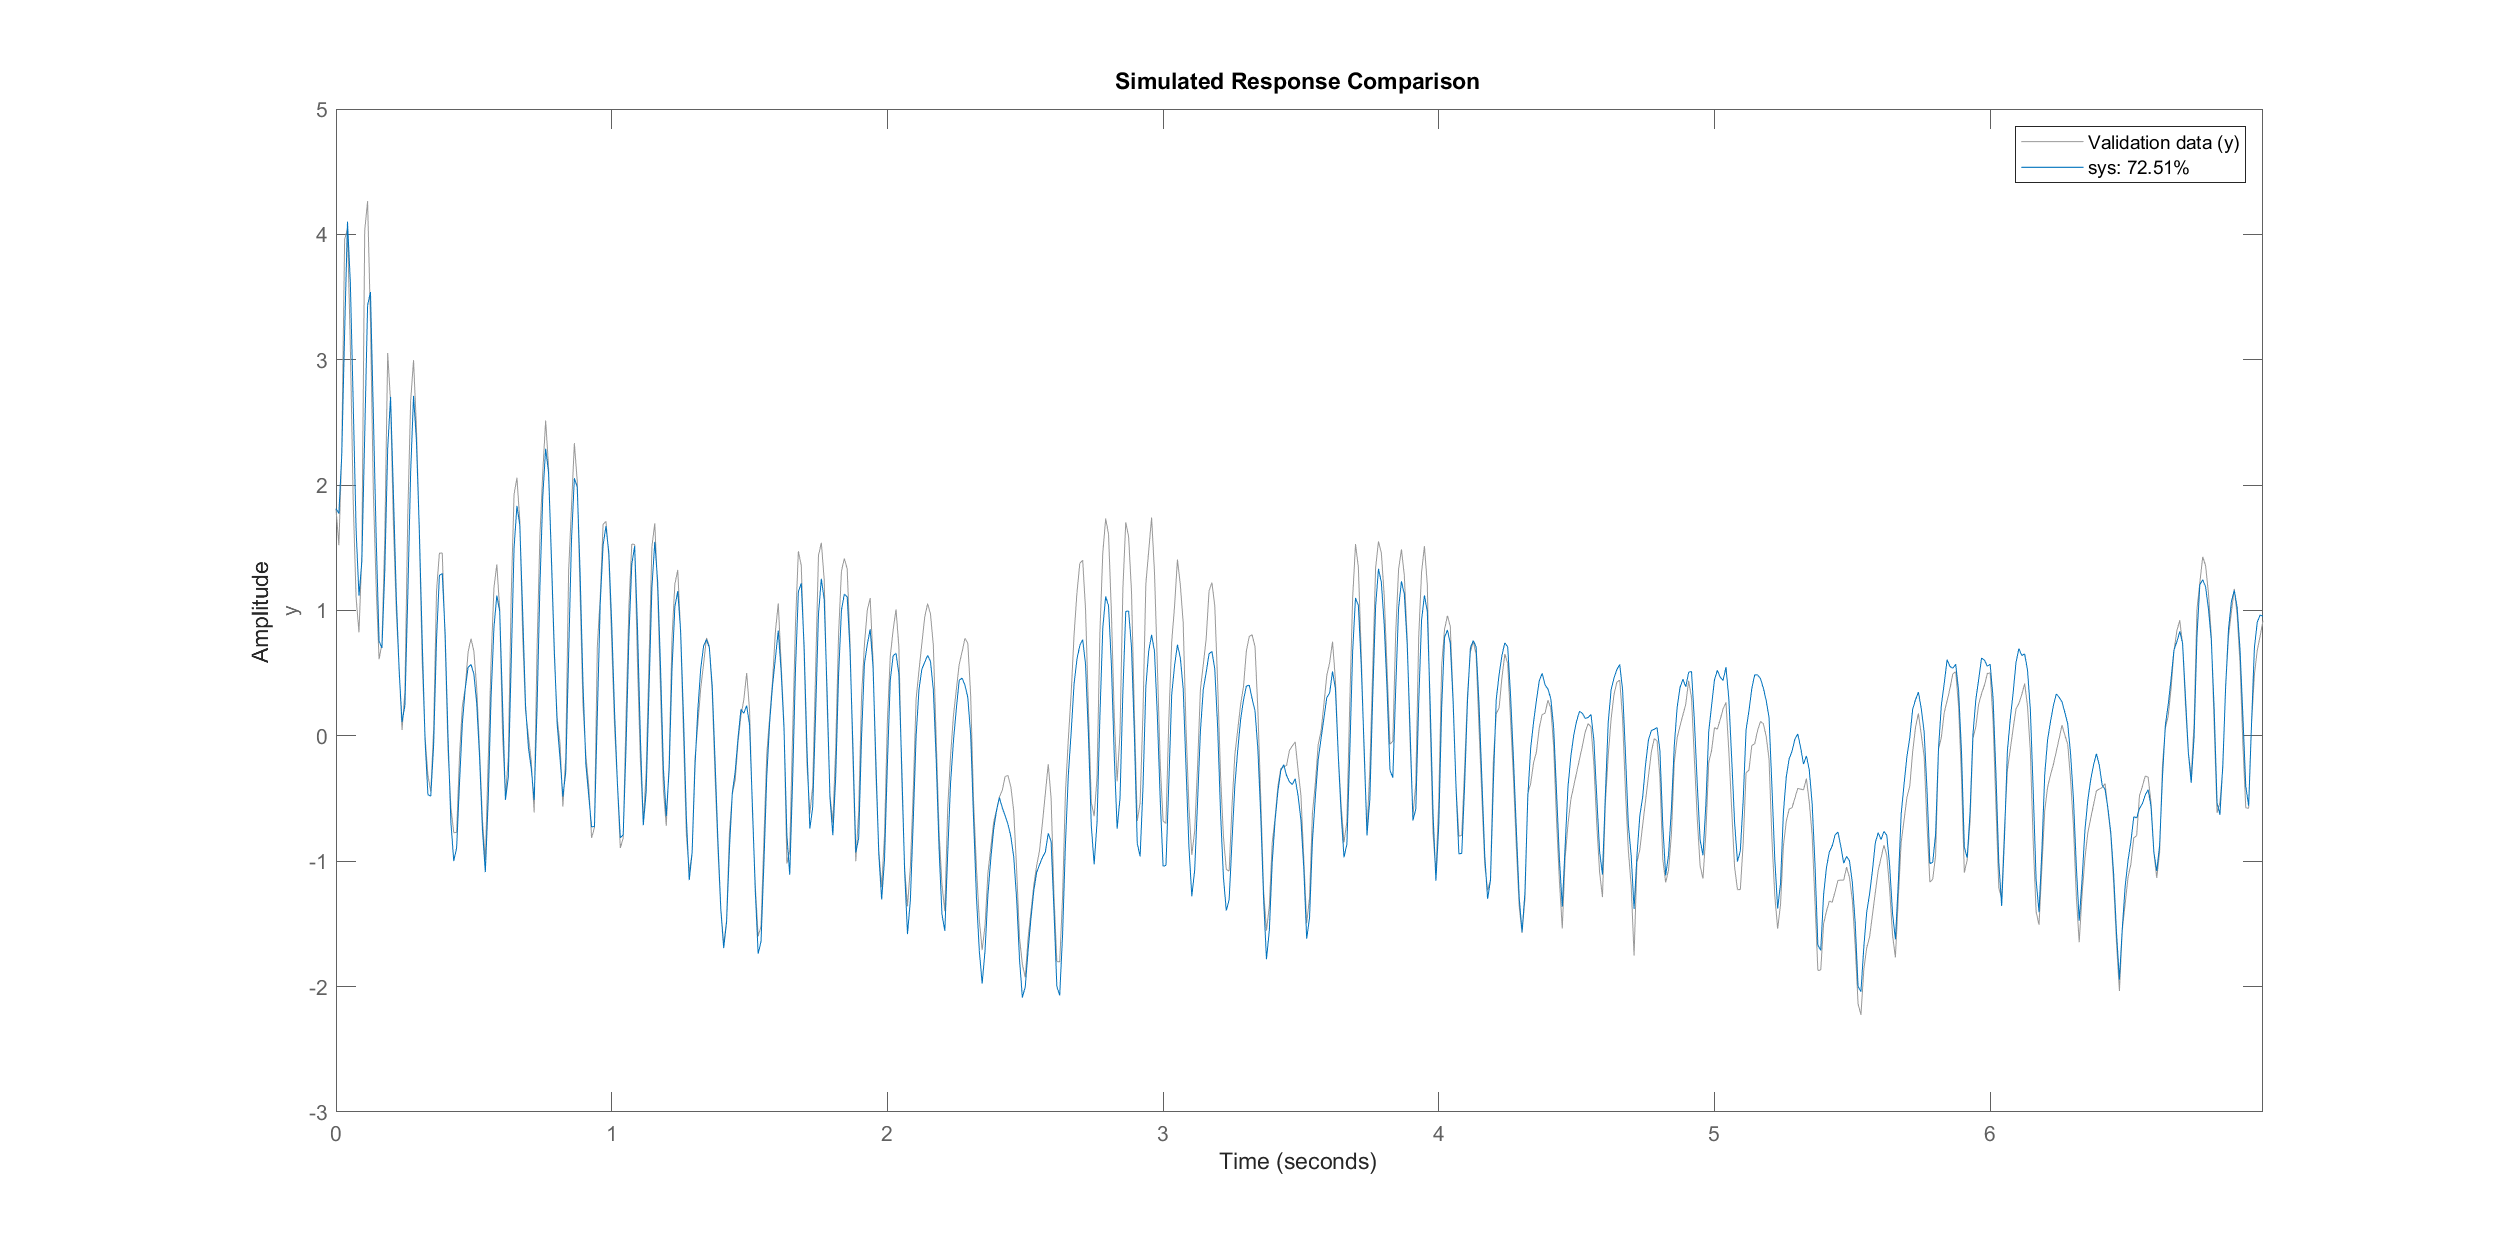 Simulated Response Comparison
Validation data (y)
sys: 72.51%
5
4
3
2
1
0
-1
-2
-3
Amplitude
y
0
1
2
3
4
5
6
Time (seconds)